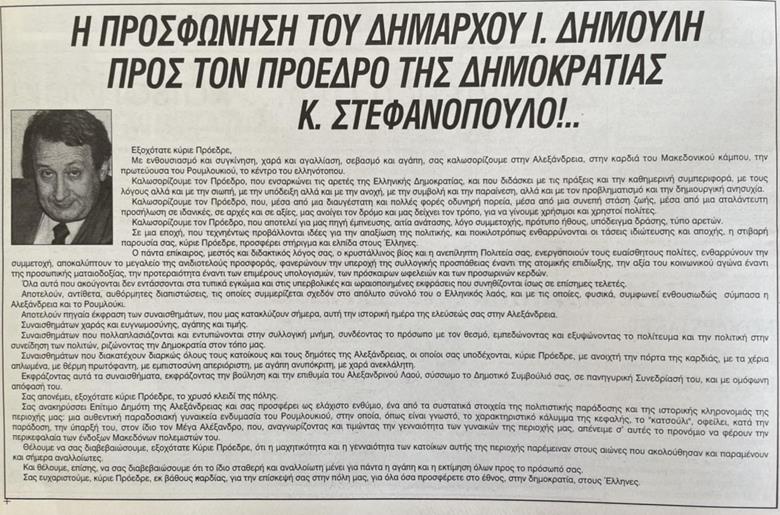 Η ΠΡΟΣΦΩΝΗΣΗ ΤΟΥ ΔΗΜΑΡΧΟΥ Ι. ΔΗΜΟΥΛΗ
ΠΡΟΣ ΤΟΝ ΠΡΟΕΔΡΟ ΤΗΣ ΔΗΜΟΚΡΑΤΙΑΣ
Κ. ΣΤΕΦΑΝΟΠΟΥΛΟ!..
Εξοχότατε κύριε Πρόεδρε,
Με ενθουσιασμό και συγκίνηση, χαρά και αγαλλίαση, σεβασμό και αγάπη, σας καλωσορίζουμε στην Αλεξάνδρεια, στην καρδιά του Μακεδονικού κάμπου, την
πρωτεύουσα του Ρουμλουκιού, το κέντρο του ελληνότοπου.
Καλωσορίζουμε τον Πρόεδρο, που ενσαρκώνει τις αρετές της Ελληνικής Δημοκρατίας, και που διδάσκει με τις πράξεις και την καθημερινή συμπεριφορά, με τους
λόγους αλλά και με την σιωπή, με την υπόδειξη αλλά και με την ανοχή, με την συμβολή και την παραίνεση, αλλά και με τον προβληματισμό και την δημιουργική ανησυχία.
Καλωσορίζουμε τον Πρόεδρο, που, μέσα από μια διαυγέστατη και πολλές φορές οδυνηρή πορεία, μέσα από μια συνεπή στάση ζωής, μέσα από μια αταλάντευτη
προσήλωση σε ιδανικές, σε αρχές και σε αξίες, μας ανοίγει τον δρόμο και μας δείχνει τον τρόπο, για να γίνουμε χρήσιμοι και χρηστοί πολίτες.
Καλωσορίζουμε τον Πρόεδρο, που αποτελεί για μας πηγή έμπνευσης, αιτία ανάτασης, λόγο συμμετοχής, πρότυπο ήθους, υπόδειγμα δράσης, τύπο αρετών.
Σε μια εποχή, που τεχνηέντως προβάλλονται ιδέες για την απαξίωση της πολιτικής, και ποικιλοτρόπως ενθαρρύνονται οι τάσεις ιδιώτευσης και αποχής, η στιβαρή
παρουσία σας, κύριε Πρόεδρε, προσφέρει στήριγμα και ελπίδα στους Έλληνες.
Ο πάντα επίκαιρος, μεστός και διδακτικός λόγος σας, ο κρυστάλλινος βίος και η ανεπίληπτη Πολιτεία σας, ενεργοποιούν τους ευαίσθητους πολίτες, ενθαρρύνουν την
συμμετοχή, αποκαλύπτουν το μεγαλείο της ανιδιοτελούς προσφοράς, φανερώνουν την υπεροχή της συλλογικής προσπάθειας έναντι της ατομικής επιδίωξης, την αξία του κοινωνικού αγώνα έναντι
της προσωπικής ματαιοδοξίας, την προτεραιότητα έναντι των επιμέρους υπολογισμών, των πρόσκαιρων ωφελειών και των προσωρινών κερδών.
Όλα αυτά που ακούγονται δεν εντάσσονται στα τυπικά εγκώμια και στις υπερβολικές και ωραιοποιημένες εκφράσεις που συνηθίζονται ίσως σε επίσημες τελετές.
Αποτελούν, αντίθετα, αυθόρμητες διαπιστώσεις, τις οποίες συμμερίζεται σχεδόν στο απόλυτο σύνολό του ο Ελληνικός λαός, και με τις οποίες, φυσικά, συμφωνεί ενθουσιωδώς σύμπασα η
Αλεξάνδρεια και το Ρουμλούκι.
Αποτελούν πηγαία έκφραση των συναισθημάτων, που μας κατακλύζουν σήμερα, αυτή την ιστορική ημέρα της ελεύσεώς σας στην Αλεξάνδρεια.
Συναισθημάτων χαράς και ευγνωμοσύνης, αγάπης και τιμής.
Συναισθημάτων που πολλαπλασιάζονται και εντυπώνονται στην συλλογική μνήμη, συνδέοντας το πρόσωπο με τον θεσμό, εμπεδώνοντας και εξυψώνοντας το πολίτευμα και την πολιτική στην
συνείδηση των πολιτών, ριζώνοντας την Δημοκρατία στον τόπο μας.
Συναισθημάτων που διακατέχουν διαρκώς όλους τους κατοίκους και τους δημότες της Αλεξάνδρειας, οι οποίοι σας υποδέχονται, κύριε Πρόεδρε, με ανοιχτή την πόρτα της καρδιάς, με τα χέρια
απλωμένα, με θέρμη πρωτόφαντη, με εμπιστοσύνη απεριόριστη, με αγάπη ανυπόκριτη, με χαρά ανεκλάλητη.
Εκφράζοντας αυτά τα συναισθήματα, εκφράζοντας την βούληση και την επιθυμία του Αλεξανδρινού Λαού, σύσσωμο το Δημοτικό Συμβούλιό σας, σε πανηγυρική Συνεδρίασή του, και με ομόφωνη
απόφασή του.
Σας απονέμει, εξοχότατε κύριε Πρόεδρε, το χρυσό κλειδί της πόλης.
Σας ανακηρύσσει Επίτιμο Δημότη της Αλεξάνδρειας και σας προσφέρει ως ελάχιστο ενθύμιο, ένα από τα συστατικά στοιχεία της πολιτιστικής παράδοσης και της ιστορικής κληρονομιάς της
περιοχής μας: μια αυθεντική παραδοσιακή γυναικεία ενδυμασία του Ρουμλουκιού, στην οποία, όπως είναι γνωστό, το χαρακτηριστικό κάλυμμα της κεφαλής, το "κατσούλι", οφείλει, κατά την
παράδοση, την ύπαρξή του, στον ίδιο τον Μέγα Αλέξανδρο, που, αναγνωρίζοντας και τιμώντας την γενναιότητα των γυναικών της περιοχής μας, απένειμε σ' αυτές το προνόμιο να φέρουν την
περικεφαλαία των ένδοξων Μακεδόνων πολεμιστών του.
Θέλουμε να σας διαβεβαιώσουμε, εξοχότατε Κύριε Πρόεδρε, ότι η μαχητικότητα και η γενναιότητα των κατοίκων αυτής της περιοχής παρέμειναν στους αιώνες που ακολούθησαν και παραμένουν
και σήμερα αναλλοίωτες.
Και θέλουμε, επίσης, να σας διαβεβαιώσουμε ότι το ίδιο σταθερή και αναλλοίωτη μένει για πάντα η αγάπη και η εκτίμηση όλων προς το πρόσωπό σας.
Σας ευχαριστούμε, κύριε Πρόεδρε, εκ βάθους καρδίας, για την επίσκεψή σας στην πόλη μας, για όλα όσα προσφέρετε στο έθνος, στην δημοκρατία, στους Έλληνες.